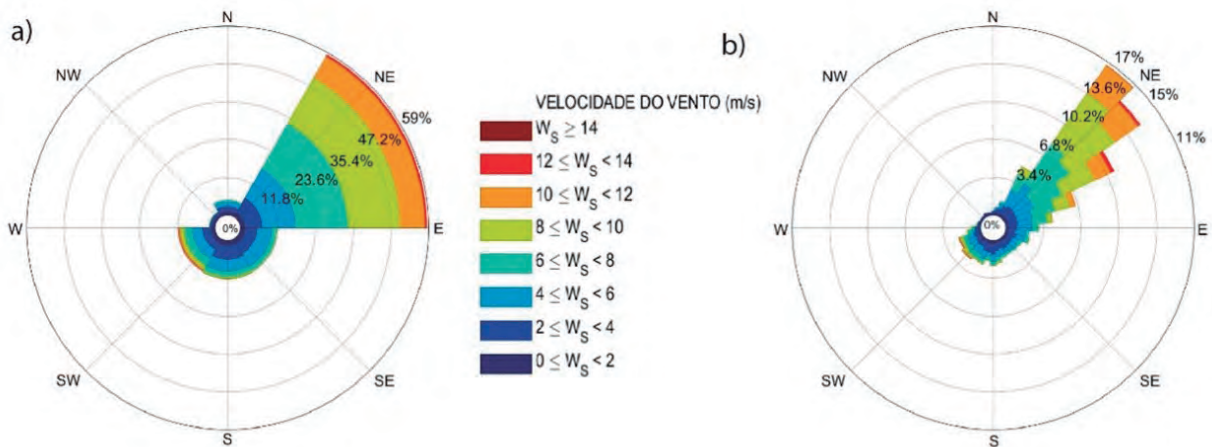 a)
N
NE
E
SE
S
SW
W
NW
0%
11.8%
23.6%
35.4%
47.2%
59%
VELOCIDADE DO VENTO (m/s)
W_S ≥ 14
12 ≤ W_S < 14
10 ≤ W_S < 12
8 ≤ W_S < 10
6 ≤ W_S < 8
4 ≤ W_S < 6
2 ≤ W_S < 4
0 ≤ W_S < 2
b)
N
NE
E
SE
S
SW
W
NW
0%
3.4%
6.8%
10.2%
13.6%
17%
15%
11%